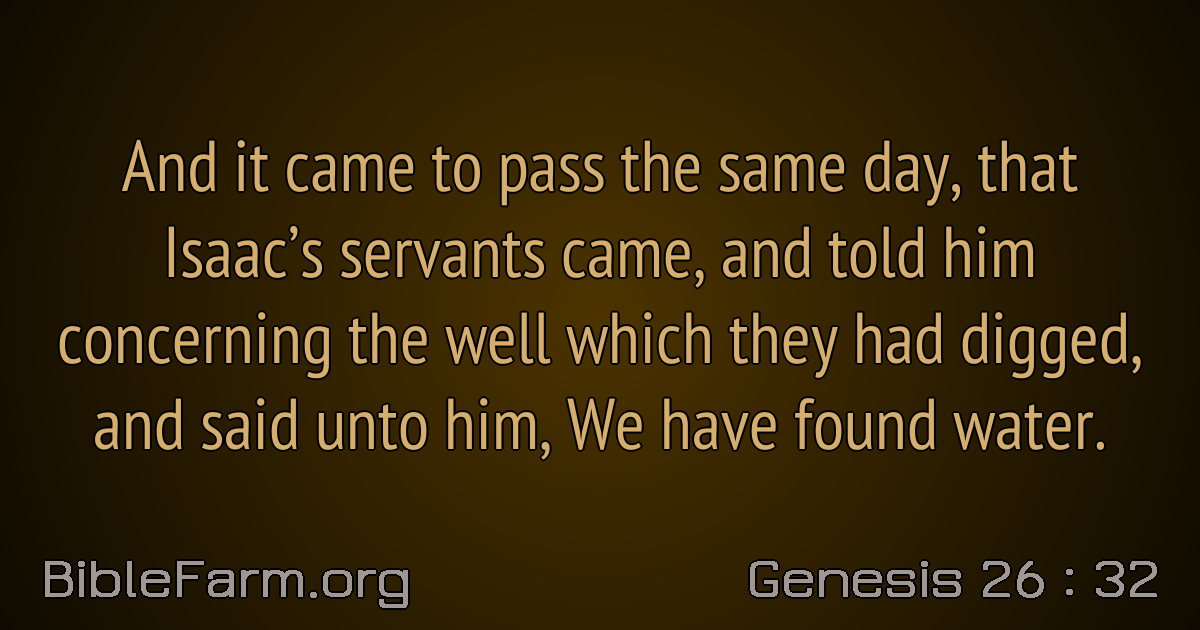 And it came to pass the same day, that
Isaac’s servants came, and told him
concerning the well which they had digged,
and said unto him, We have found water.
BibleFarm.org
Genesis 26 : 32